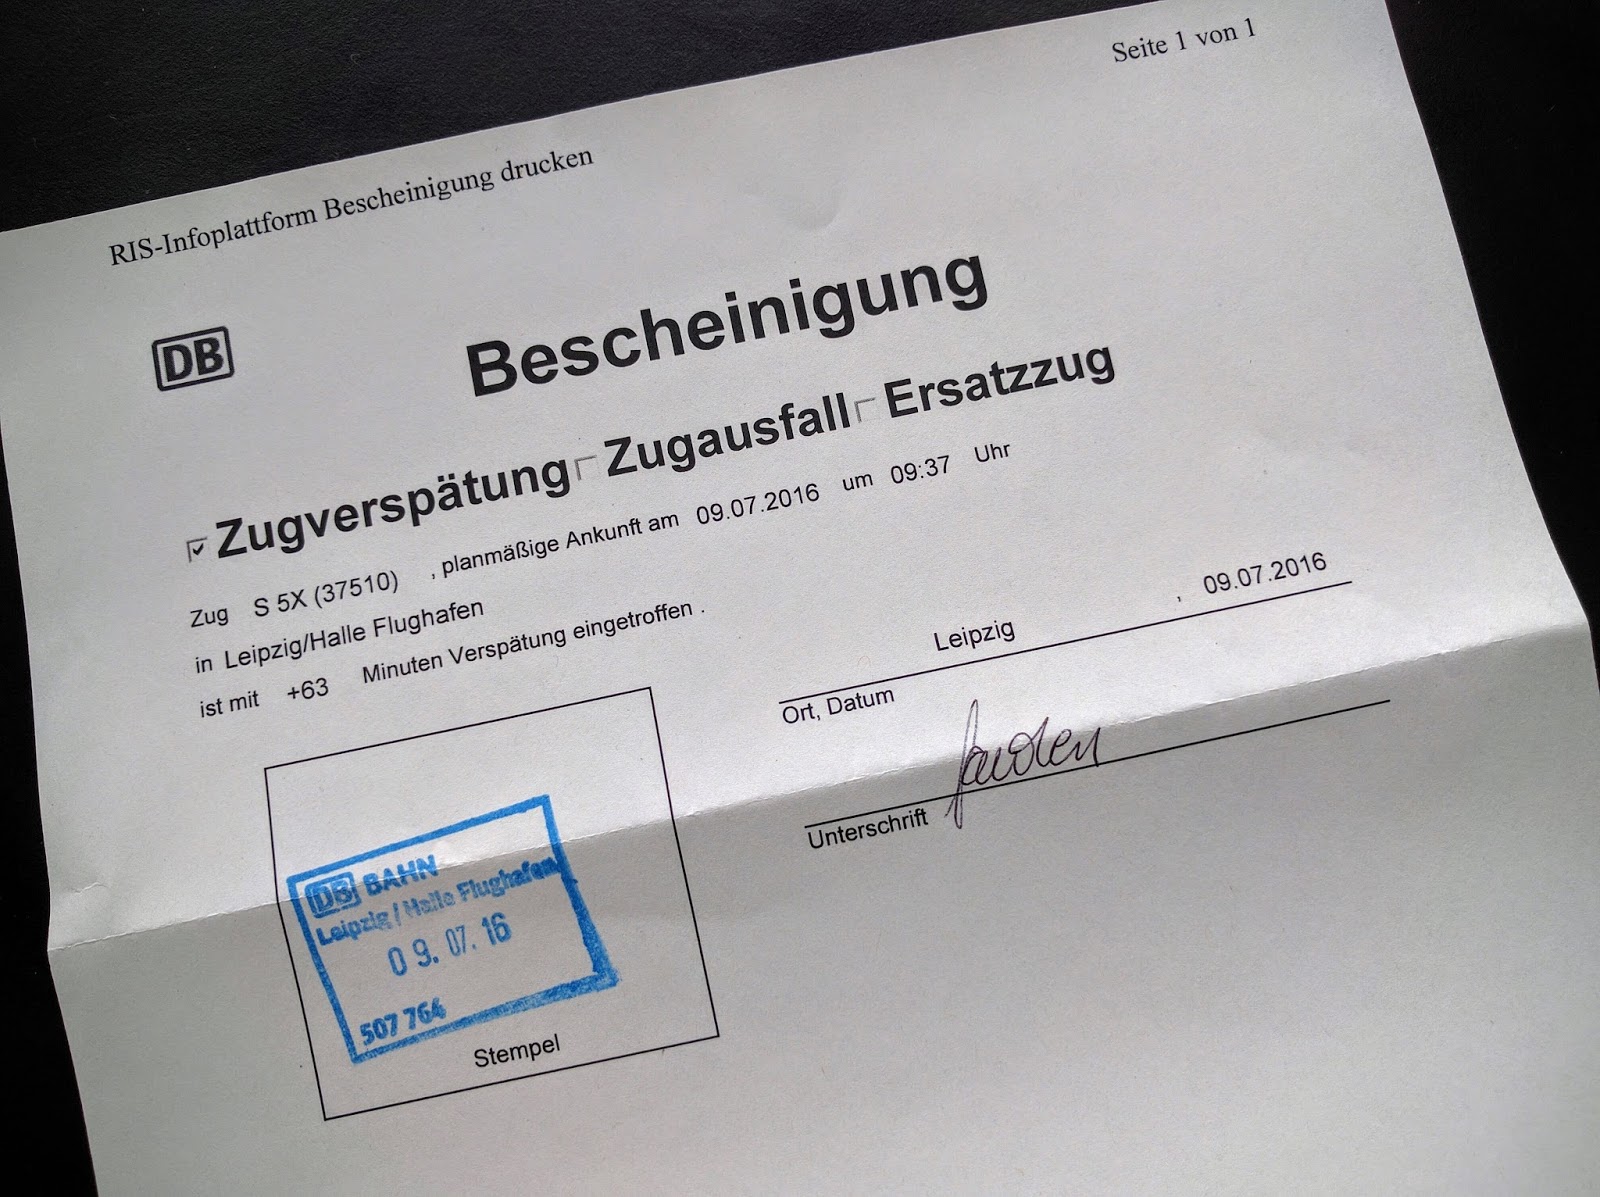 Seite 1 von 1
RIS-Infoplattform Bescheinigung drucken
DB
Bescheinigung
Zugverspätung Zugausfall Ersatzzug
Zug S 5X (37510) , planmäßige Ankunft am 09.07.2016 um 09:37 Uhr
in Leipzig/Halle Flughafen
ist mit +63 Minuten Verspätung eingetroffen .
Leipzig , 09.07.2016
Ort, Datum
Unterschrift
DB BAHN
Leipzig / Halle Flughafen
09.07.16
507 764
Stempel